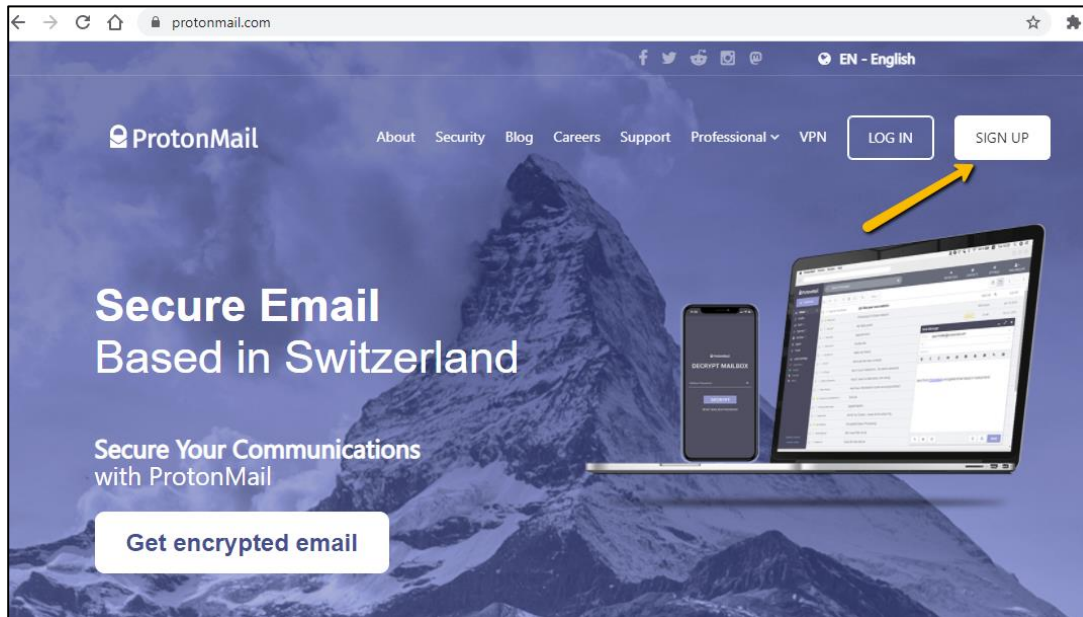 protonmail.com
EN - English
ProtonMail
About Security Blog Careers Support Professional VPN LOG IN SIGN UP
Secure Email
Based in Switzerland
DECRYPT MAILBOX
Secure Your Communications
with ProtonMail
Get encrypted email